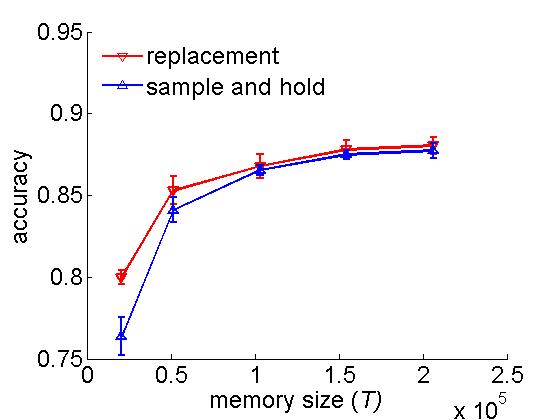 0.95
replacement
sample and hold
0.9
0.85
accuracy
0.8
0.75
0 0.5 1 1.5 2 2.5
memory size (T)
x 10^5